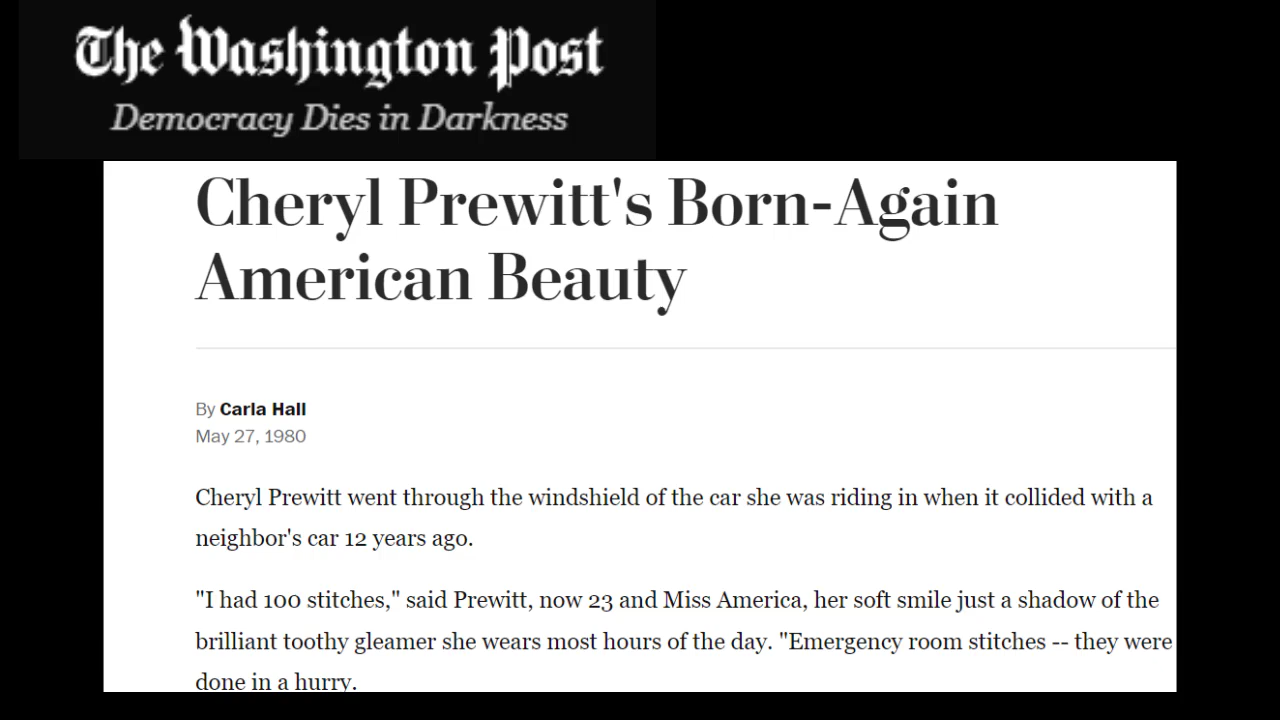 The Washington Post
Democracy Dies in Darkness
Cheryl Prewitt's Born-Again
American Beauty
By Carla Hall
May 27, 1980
Cheryl Prewitt went through the windshield of the car she was riding in when it collided with a
neighbor's car 12 years ago.
"I had 100 stitches," said Prewitt, now 23 and Miss America, her soft smile just a shadow of the
brilliant toothy gleamer she wears most hours of the day. "Emergency room stitches -- they were
done in a hurry.